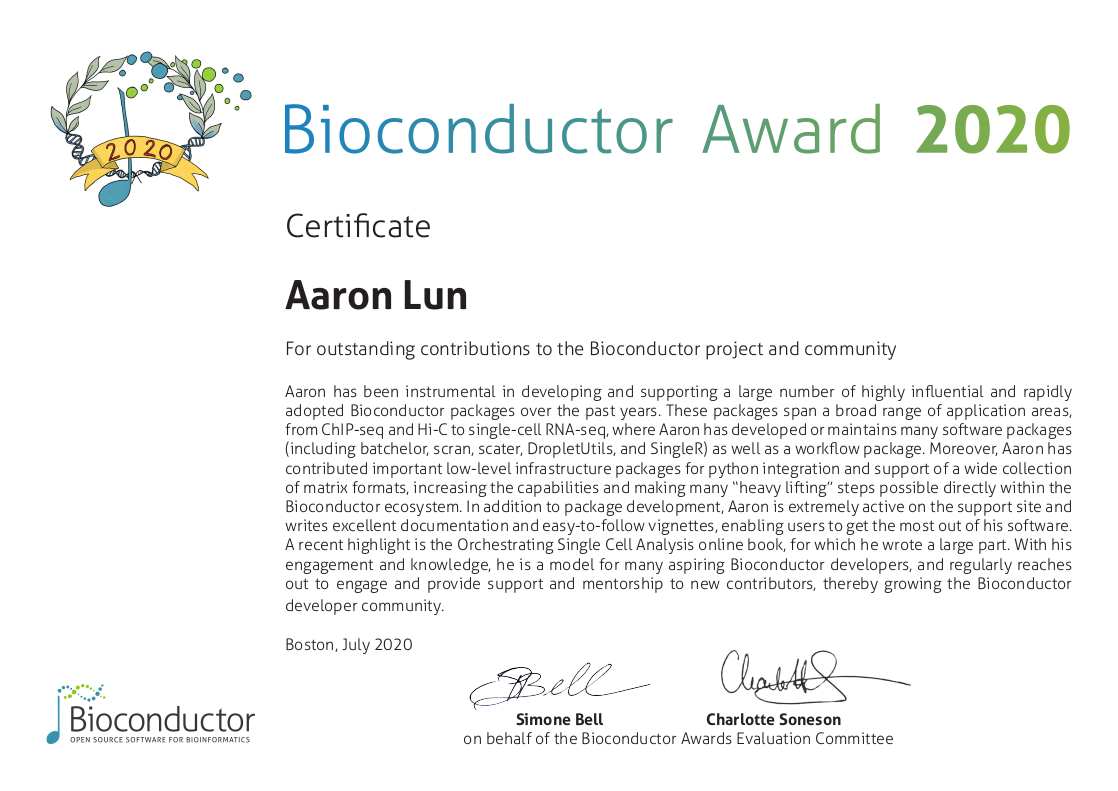 2020
Bioconductor Award 2020
Certificate
Aaron Lun
For outstanding contributions to the Bioconductor project and community
Aaron has been instrumental in developing and supporting a large number of highly influential and rapidly
adopted Bioconductor packages over the past years. These packages span a broad range of application areas,
from ChIP-seq and Hi-C to single-cell RNA-seq, where Aaron has developed or maintains many software packages
(including batchelor, scran, scater, DropletUtils, and SingleR) as well as a workflow package. Moreover, Aaron has
contributed important low-level infrastructure packages for python integration and support of a wide collection
of matrix formats, increasing the capabilities and making many “heavy lifting” steps possible directly within the
Bioconductor ecosystem. In addition to package development, Aaron is extremely active on the support site and
writes excellent documentation and easy-to-follow vignettes, enabling users to get the most out of his software.
A recent highlight is the Orchestrating Single Cell Analysis online book, for which he wrote a large part. With his
engagement and knowledge, he is a model for many aspiring Bioconductor developers, and regularly reaches
out to engage and provide support and mentorship to new contributors, thereby growing the Bioconductor
developer community.
Boston, July 2020
SBell
Charlotte S
Simone Bell
Charlotte Soneson
on behalf of the Bioconductor Awards Evaluation Committee
Bioconductor
OPEN SOURCE SOFTWARE FOR BIOINFORMATICS